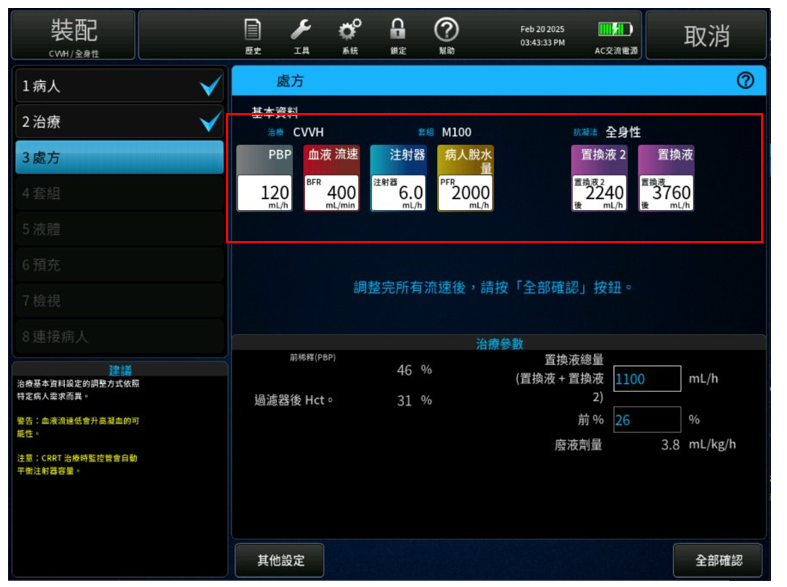 裝配
CVVH / 全身性
歷史
工具
系統
鎖定
幫助
Feb 20 2025
03:43:33 PM
AC交流電源
取消
1 病人
2 治療
3 處方
4 套組
5 液體
6 預充
7 檢視
8 連接病人
建議
治療基本資料設定的調整方式依照
特定病人需求而異。
警告：血液流速低會升高凝血的可
能性。
注意：CRRT 治療時監控管會自動
平衡注射器容量。
處方
基本資料
治療 CVVH
套組 M100
抗凝法 全身性
PBP
120
mL/h
血液 流速
BFR
400
mL/min
注射器
注射器
6.0
mL/h
病人脫水
量
PFR
2000
mL/h
置換液 2
置換液2
2240
後 mL/h
置換液
置換液
3760
後 mL/h
調整完所有流速後，請按「全部確認」按鈕。
治療參數
前稀釋(PBP)
46 %
過濾器後 Hct。
31 %
置換液總量
(置換液 + 置換液
2)
1100 mL/h
前 % 26 %
廢液劑量 3.8 mL/kg/h
其他設定
全部確認